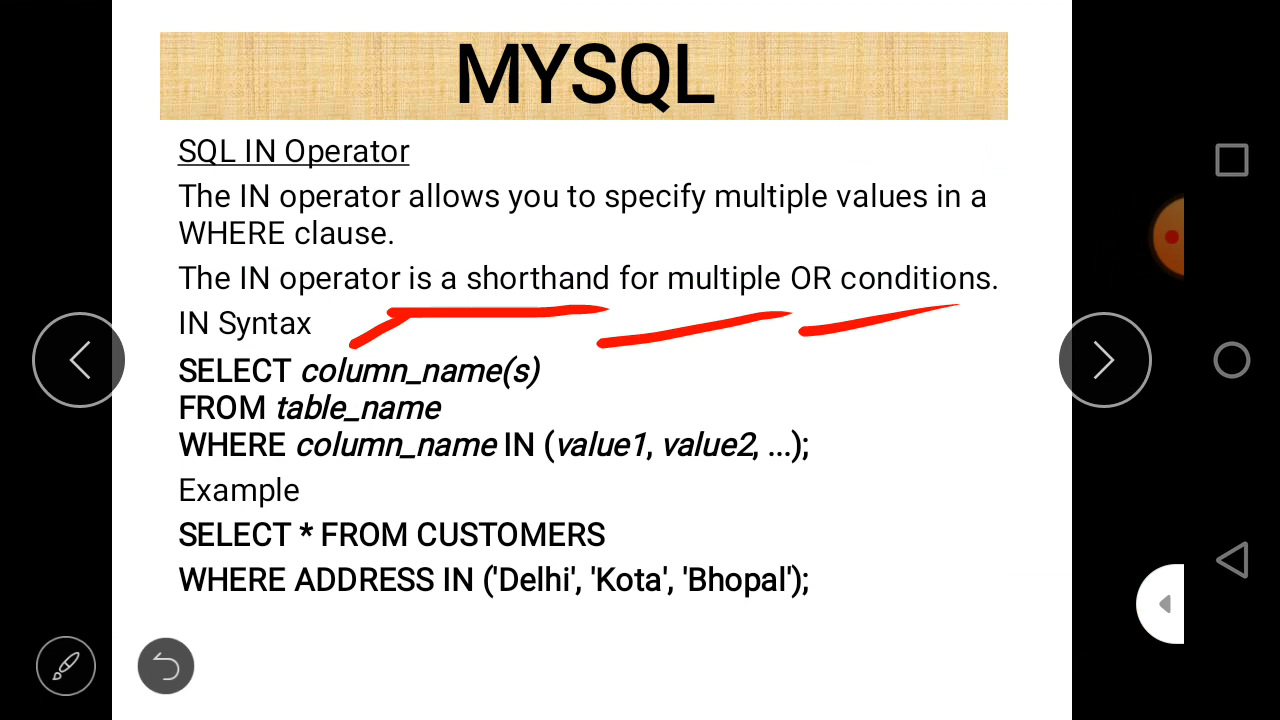 MYSQL
SQL IN Operator
The IN operator allows you to specify multiple values in a
WHERE clause.
The IN operator is a shorthand for multiple OR conditions.
IN Syntax
SELECT column_name(s)
FROM table_name
WHERE column_name IN (value1, value2, ...);
Example
SELECT * FROM CUSTOMERS
WHERE ADDRESS IN ('Delhi', 'Kota', 'Bhopal');